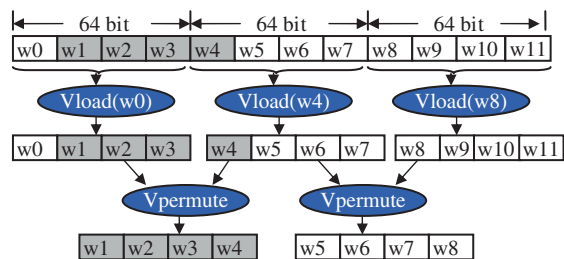 64 bit 64 bit 64 bit
w0 w1 w2 w3 w4 w5 w6 w7 w8 w9 w10 w11
Vload(w0) Vload(w4) Vload(w8)
w0 w1 w2 w3 w4 w5 w6 w7 w8 w9 w10 w11
Vpermute Vpermute
w1 w2 w3 w4 w5 w6 w7 w8